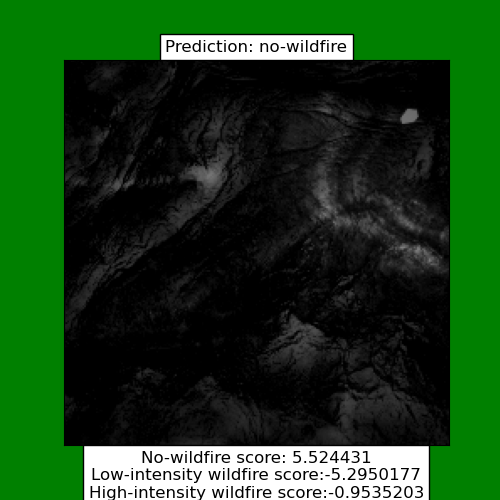 Prediction: no-wildfire
No-wildfire score: 5.524431
Low-intensity wildfire score:-5.2950177
High-intensity wildfire score:-0.9535203